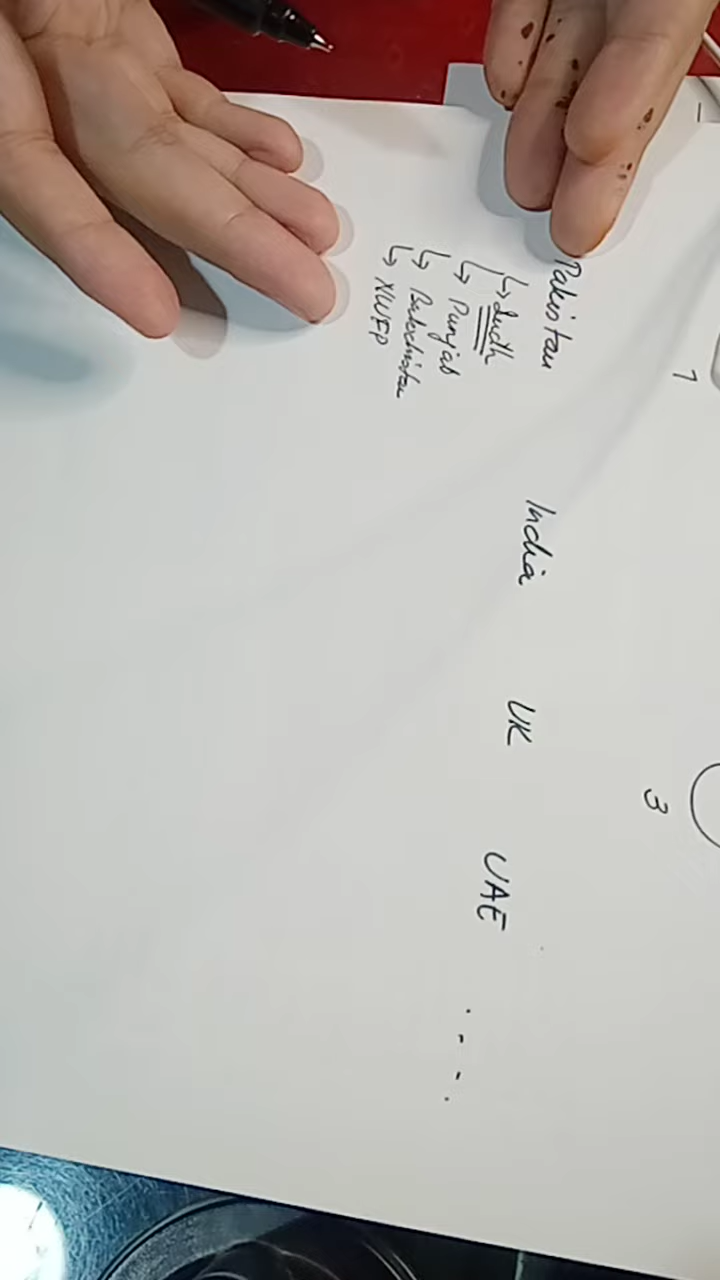 1 3
Pakistan India UK UAE ....
↳ Sindh
↳ Punjab
↳ Balochistan
↳ NWFP